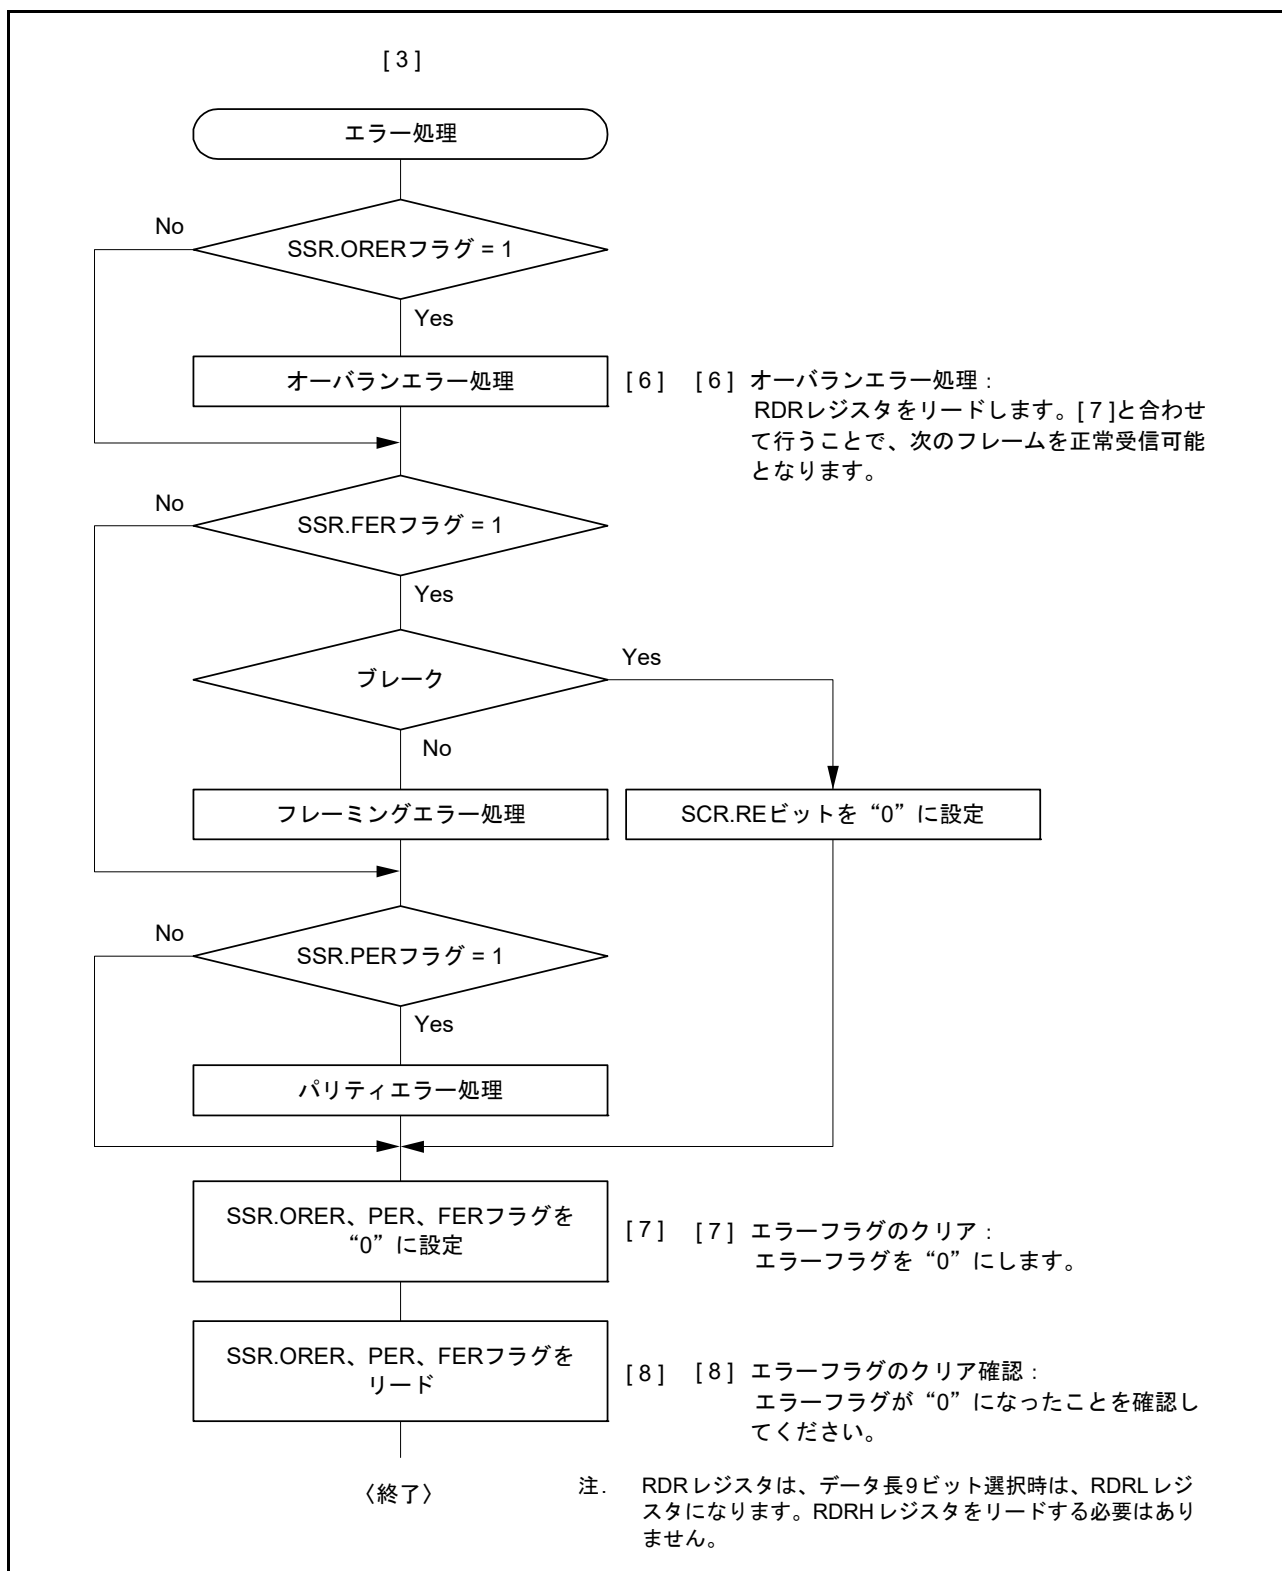 [ 3 ]
エラー処理
No
SSR.ORERフラグ = 1
Yes
オーバランエラー処理
[ 6 ]
[ 6 ] オーバランエラー処理：
RDRレジスタをリードします。[ 7 ]と合わせ
て行うことで、次のフレームを正常受信可能
となります。
No
SSR.FERフラグ = 1
Yes
ブレーク
Yes
No
フレーミングエラー処理
SCR.REビットを“0”に設定
No
SSR.PERフラグ = 1
Yes
パリティエラー処理
SSR.ORER、PER、FERフラグを
“0”に設定
[ 7 ]
[ 7 ] エラーフラグのクリア：
エラーフラグを“0”にします。
SSR.ORER、PER、FERフラグを
リード
[ 8 ]
[ 8 ] エラーフラグのクリア確認：
エラーフラグが“0”になったことを確認し
てください。
〈終了〉
注. RDRレジスタは、データ長9ビット選択時は、RDRLレジ
スタになります。RDRHレジスタをリードする必要はあり
ません。